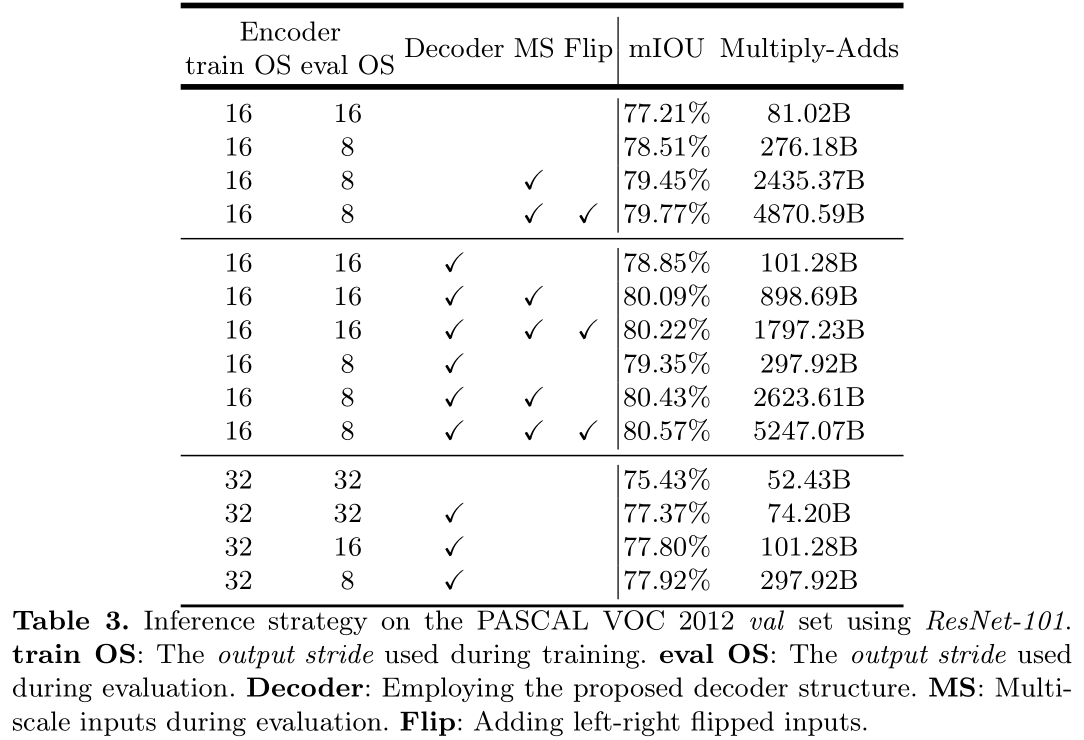 Encoder
train OS eval OS Decoder MS Flip mIOU Multiply-Adds
16 16 77.21% 81.02B
16 8 78.51% 276.18B
16 8 ✓ 79.45% 2435.37B
16 8 ✓ ✓ 79.77% 4870.59B
16 16 ✓ 78.85% 101.28B
16 16 ✓ ✓ 80.09% 898.69B
16 16 ✓ ✓ ✓ 80.22% 1797.23B
16 8 ✓ 79.35% 297.92B
16 8 ✓ ✓ 80.43% 2623.61B
16 8 ✓ ✓ ✓ 80.57% 5247.07B
32 32 75.43% 52.43B
32 32 ✓ 77.37% 74.20B
32 16 ✓ 77.80% 101.28B
32 8 ✓ 77.92% 297.92B
Table 3. Inference strategy on the PASCAL VOC 2012 val set using ResNet-101.
train OS: The output stride used during training. eval OS: The output stride used
during evaluation. Decoder: Employing the proposed decoder structure. MS: Multi-
scale inputs during evaluation. Flip: Adding left-right flipped inputs.